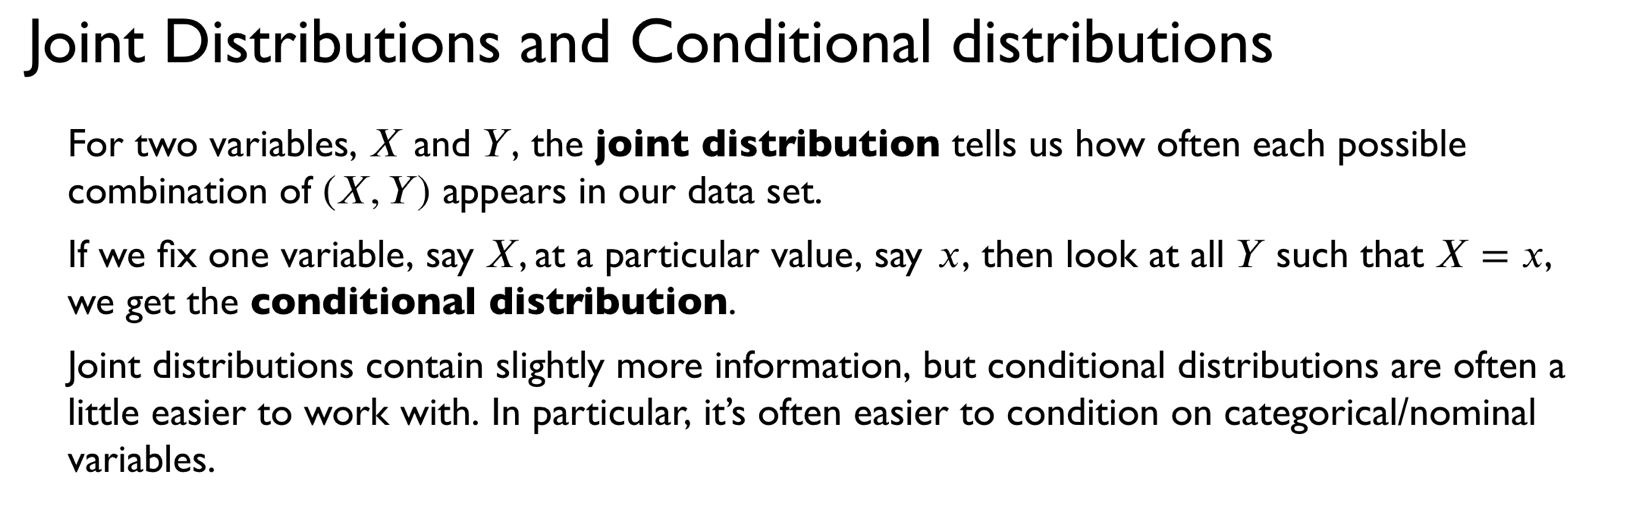 Joint Distributions and Conditional distributions
For two variables, X and Y, the joint distribution tells us how often each possible
combination of (X, Y) appears in our data set.
If we fix one variable, say X, at a particular value, say x, then look at all Y such that X = x,
we get the conditional distribution.
Joint distributions contain slightly more information, but conditional distributions are often a
little easier to work with. In particular, it’s often easier to condition on categorical/nominal
variables.